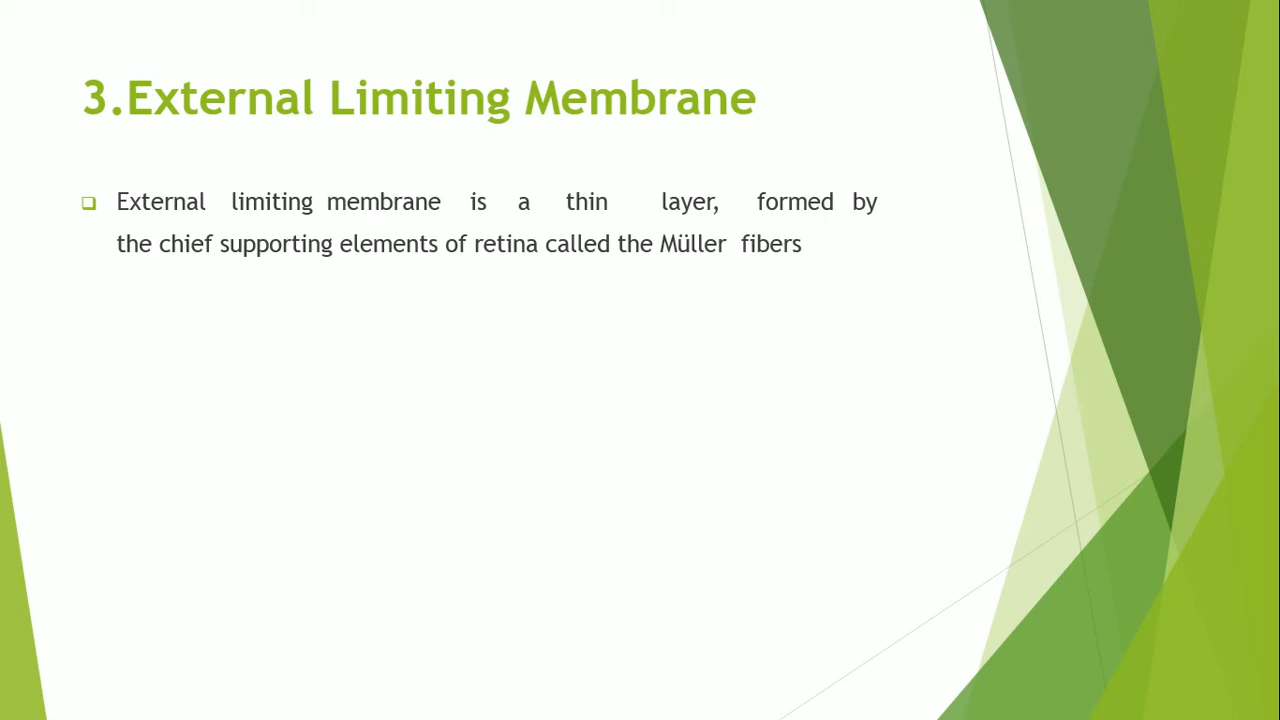 3.External Limiting Membrane
External limiting membrane is a thin layer, formed by
the chief supporting elements of retina called the Müller fibers